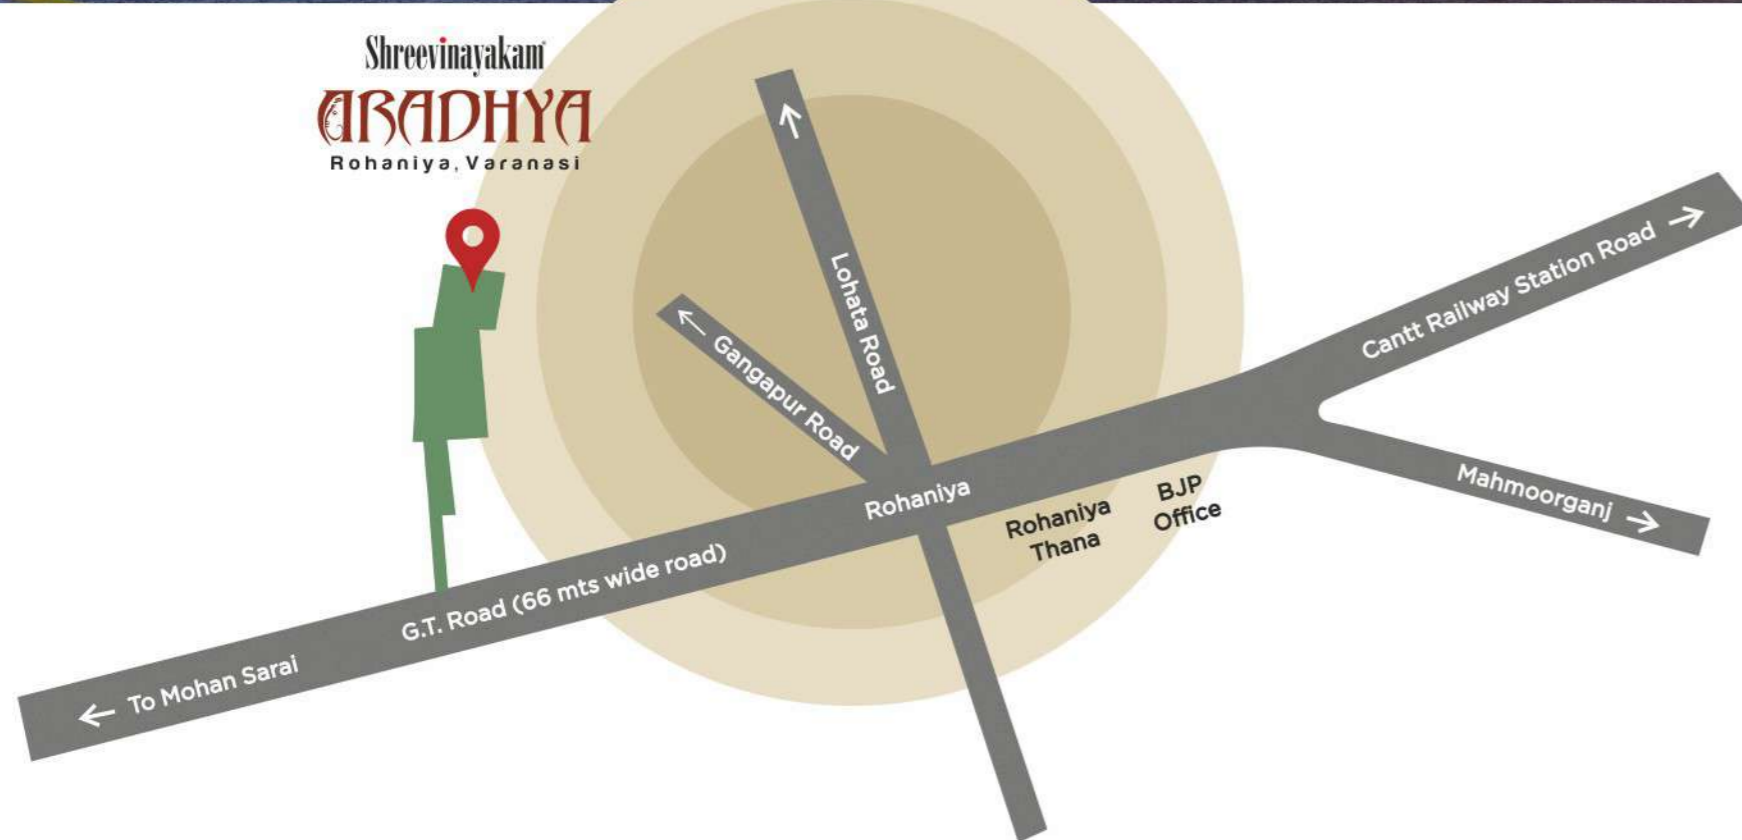 Shreevinayakam
ARADHYA
Rohaniya, Varanasi
Lohata Road
Gangapur Road
Cantt Railway Station Road
Mahmoorganj
Rohaniya
Rohaniya
Thana
BJP
Office
G.T. Road (66 mts wide road)
To Mohan Sarai